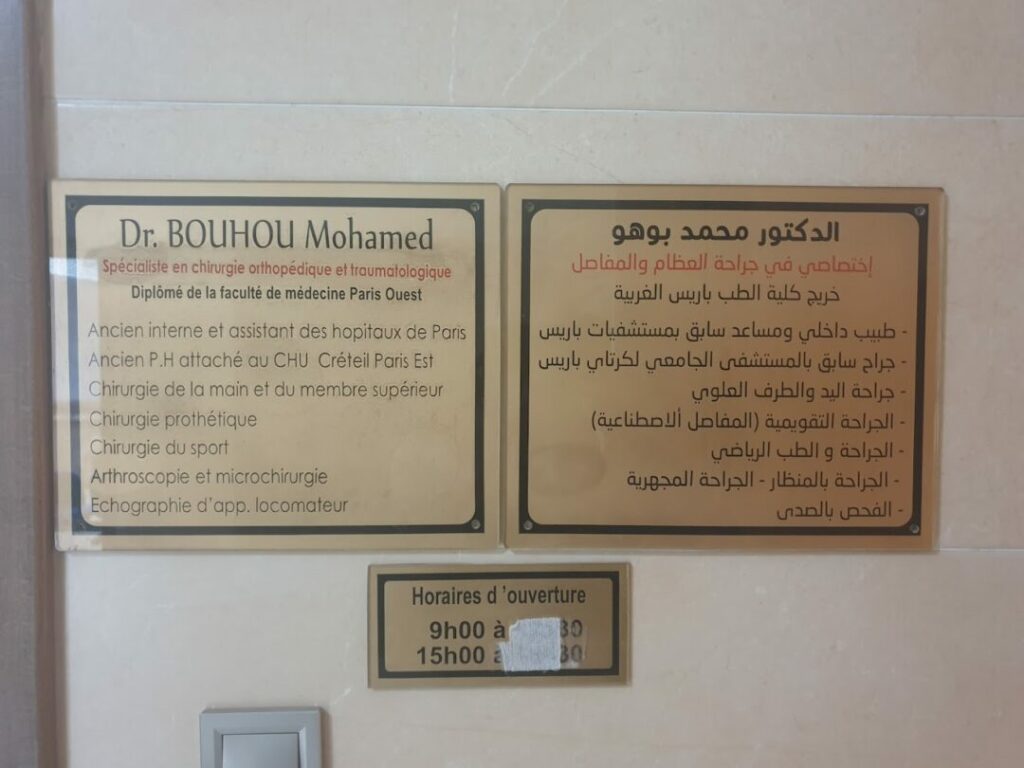 Dr. BOUHOU Mohamed
Spécialiste en chirurgie orthopédique et traumatologique
Diplômé de la faculté de médecine Paris Ouest
Ancien interne et assistant des hopitaux de Paris
Ancien P.H attaché au CHU Créteil Paris Est
Chirurgie de la main et du membre supérieur
Chirurgie prothétique
Chirurgie du sport
Arthroscopie et microchirurgie
Echographie d'app. locomateur
الدكتور محمد بوهو
إختصاصي في جراحة العظام والمفاصل
خريج كلية الطب باريس الغربية
- طبيب داخلي ومساعد سابق بمستشفيات باريس
- جراح سابق بالمستشفى الجامعي لكرتاي باريس
- جراحة اليد والطرف العلوي
- الجراحة التقويمية (المفاصل ألاصطناعية)
- الجراحة و الطب الرياضي
- الجراحة بالمنظار - الجراحة المجهرية
- الفحص بالصدى
Horaires d 'ouverture
9h00 à
15h00